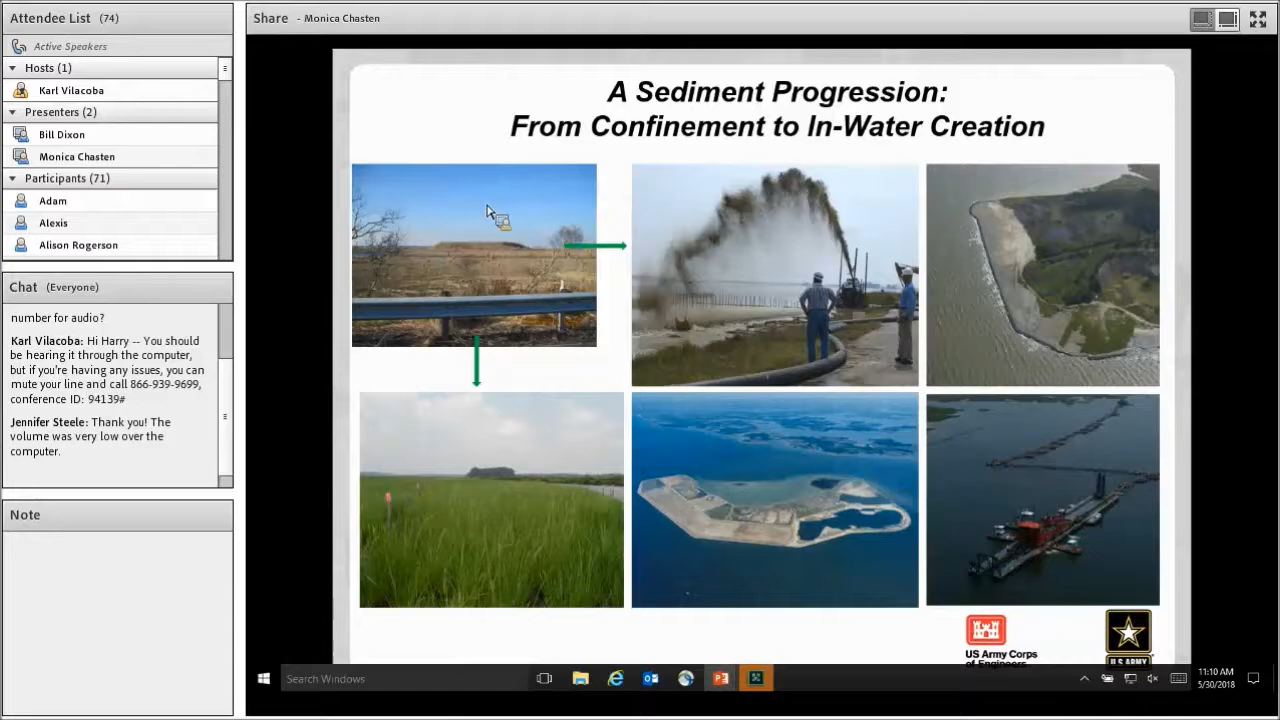 Attendee List (74)
Active Speakers
Hosts (1)
Karl Vilacoba
Presenters (2)
Bill Dixon
Monica Chasten
Participants (71)
Adam
Alexis
Alison Rogerson
Chat (Everyone)
number for audio?
Karl Vilacoba: Hi Harry -- You should
be hearing it through the computer,
but if you're having any issues, you can
mute your line and call 866-939-9699,
conference ID: 94139#
Jennifer Steele: Thank you! The
volume was very low over the
computer.
Note
Share - Monica Chasten
A Sediment Progression:
From Confinement to In-Water Creation
US Army Corps
of Engineers
U.S. ARMY
Search Windows
11:10 AM
5/30/2018